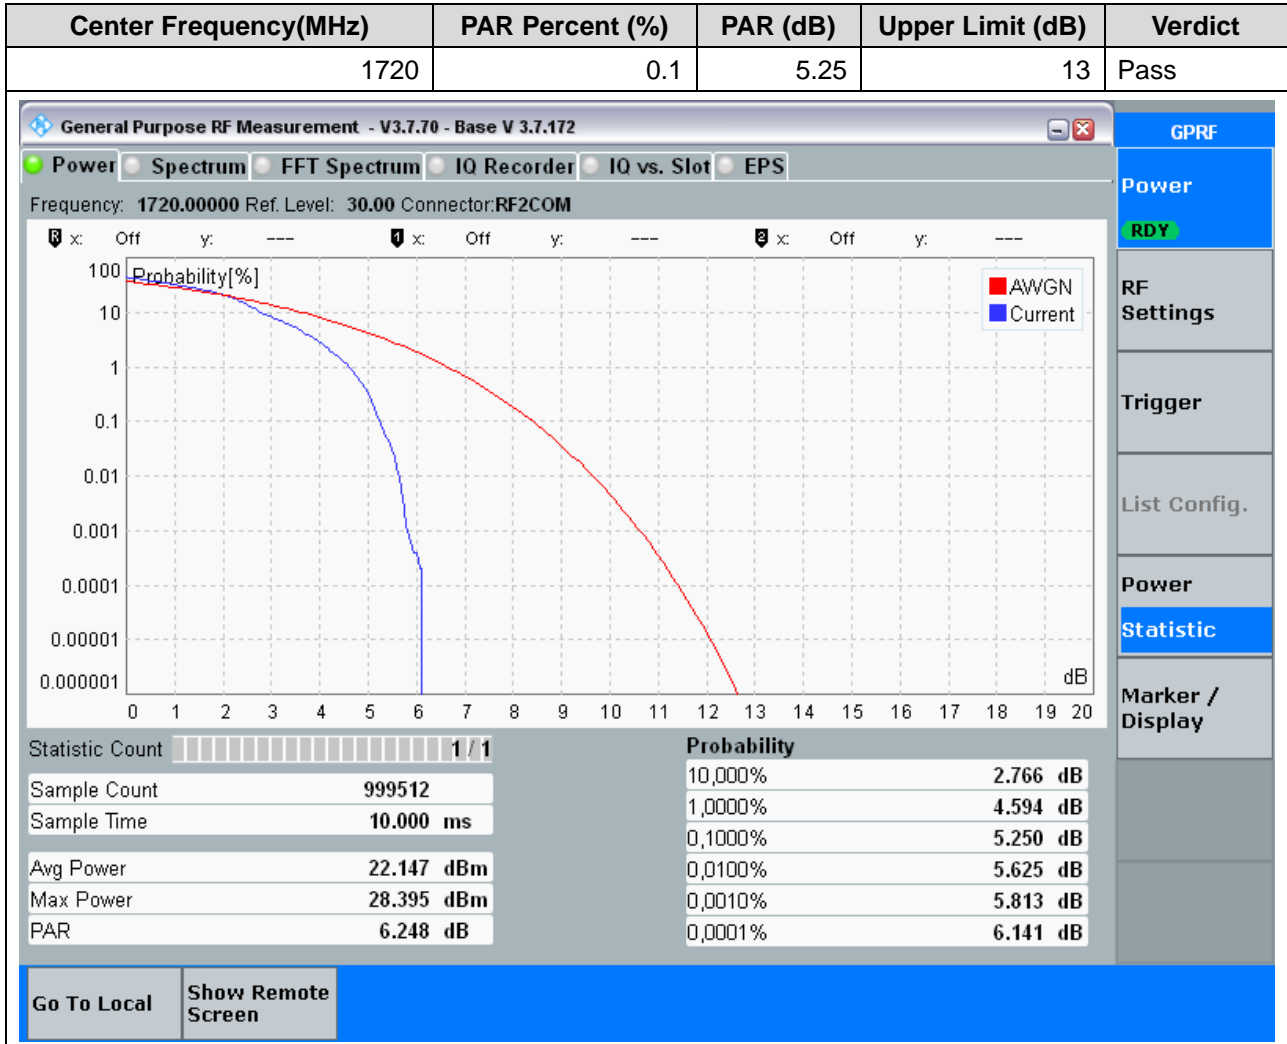 Center Frequency(MHz) PAR Percent (%) PAR (dB) Upper Limit (dB) Verdict
1720 0.1 5.25 13 Pass
General Purpose RF Measurement - V3.7.70 - Base V 3.7.172
GPRF
Power Spectrum FFT Spectrum IQ Recorder IQ vs. Slot EPS
Power
RDY
Frequency: 1720.00000 Ref. Level: 30.00 Connector:RF2COM
R x: Off y: --- 1 x: Off y: --- 2 x: Off y: ---
Probability[%]
AWGN
Current
100
10
1
0.1
0.01
0.001
0.0001
0.00001
0.000001
dB
0 1 2 3 4 5 6 7 8 9 10 11 12 13 14 15 16 17 18 19 20
RF
Settings
Trigger
List Config.
Power
Statistic
Marker /
Display
Statistic Count 1 / 1
Sample Count 999512
Sample Time 10.000 ms
Avg Power 22.147 dBm
Max Power 28.395 dBm
PAR 6.248 dB
Probability
10,000% 2.766 dB
1,0000% 4.594 dB
0,1000% 5.250 dB
0,0100% 5.625 dB
0,0010% 5.813 dB
0,0001% 6.141 dB
Go To Local
Show Remote
Screen